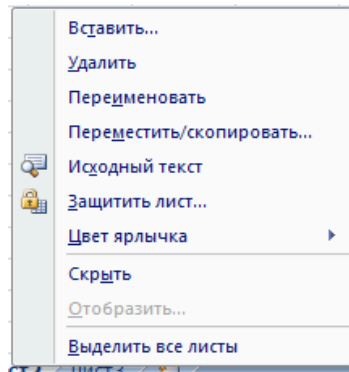 Вставить...
Удалить
Переименовать
Переместить/скопировать...
Исходный текст
Защитить лист...
Цвет ярлычка
Скрыть
Отобразить...
Выделить все листы